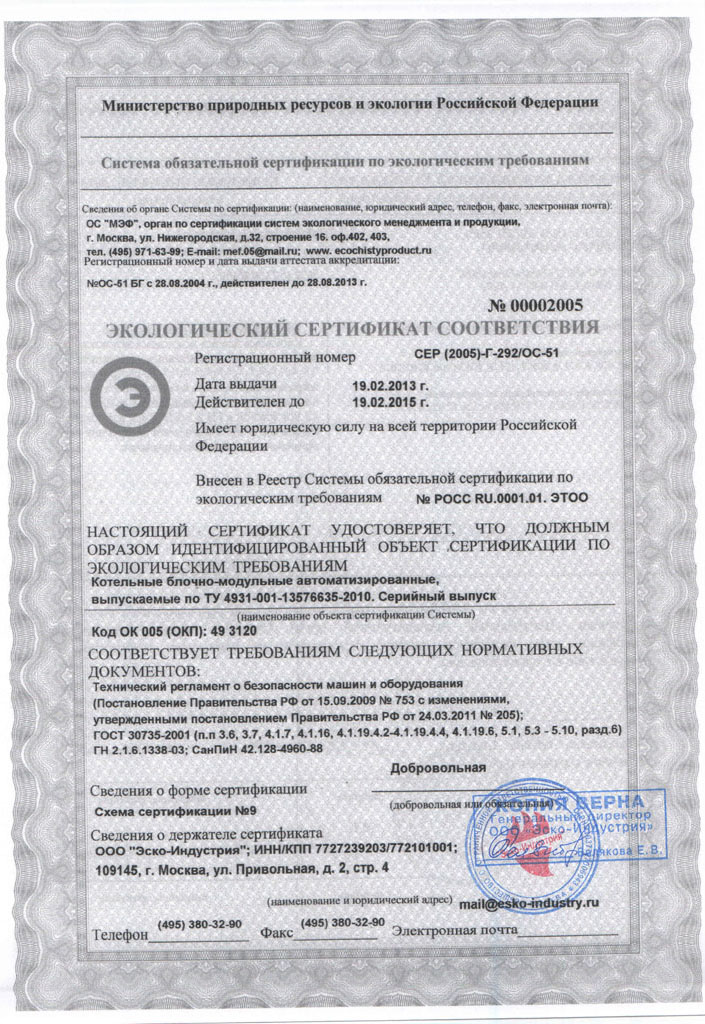 Министерство природных ресурсов и экологии Российской Федерации
Система обязательной сертификации по экологическим требованиям
Сведения об органе Системы по сертификации: (наименование, юридический адрес, телефон, факс, электронная почта):
ОС "МЭФ", орган по сертификации систем экологического менеджмента и продукции,
г. Москва, ул. Нижегородская, д.32, строение 16. оф.402, 403,
тел. (495) 971-63-99; E-mail: mef.05@mail.ru; www. ecochistyproduct.ru
Регистрационный номер и дата выдачи аттестата аккредитации:
№ОС-51 БГ с 28.08.2004 г., действителен до 28.08.2013 г.
№ 00002005
ЭКОЛОГИЧЕСКИЙ СЕРТИФИКАТ СООТВЕТСТВИЯ
Э
Регистрационный номер СЕР (2005)-Г-292/ОС-51
Дата выдачи 19.02.2013 г.
Действителен до 19.02.2015 г.
Имеет юридическую силу на всей территории Российской
Федерации
Внесен в Реестр Системы обязательной сертификации по
экологическим требованиям № РОСС RU.0001.01. ЭТОО
НАСТОЯЩИЙ СЕРТИФИКАТ УДОСТОВЕРЯЕТ, ЧТО ДОЛЖНЫМ
ОБРАЗОМ ИДЕНТИФИЦИРОВАННЫЙ ОБЪЕКТ .СЕРТИФИКАЦИИ ПО
ЭКОЛОГИЧЕСКИМ ТРЕБОВАНИЯМ
Котельные блочно-модульные автоматизированные,
выпускаемые по ТУ 4931-001-13576635-2010. Серийный выпуск
(наименование объекта сертификации Системы)
Код ОК 005 (ОКП): 49 3120
СООТВЕТСТВУЕТ ТРЕБОВАНИЯМ СЛЕДУЮЩИХ НОРМАТИВНЫХ
ДОКУМЕНТОВ:
Технический регламент о безопасности машин и оборудования
(Постановление Правительства РФ от 15.09.2009 № 753 с изменениями,
утвержденными постановлением Правительства РФ от 24.03.2011 № 205);
ГОСТ 30735-2001 (п.п 3.6, 3.7, 4.1.7, 4.1.16, 4.1.19.4.2-4.1.19.4.4, 4.1.19.6, 5.1, 5.3 - 5.10, разд.6)
ГН 2.1.6.1338-03; СанПиН 42.128-4960-88
Добровольная
Сведения о форме сертификации
(добровольная или обязательная)
Схема сертификации №9
КОПИЯ ВЕРНА
Генеральный директор
ООО «Эско-Индустрия»
Е.В.
Сведения о держателе сертификата
ООО "Эско-Индустрия"; ИНН/КПП 7727239203/772101001;
109145, г. Москва, ул. Привольная, д. 2, стр. 4
(наименование и юридический адрес) mail@esko-industry.ru
Телефон (495) 380-32-90 Факс (495) 380-32-90 Электронная почта